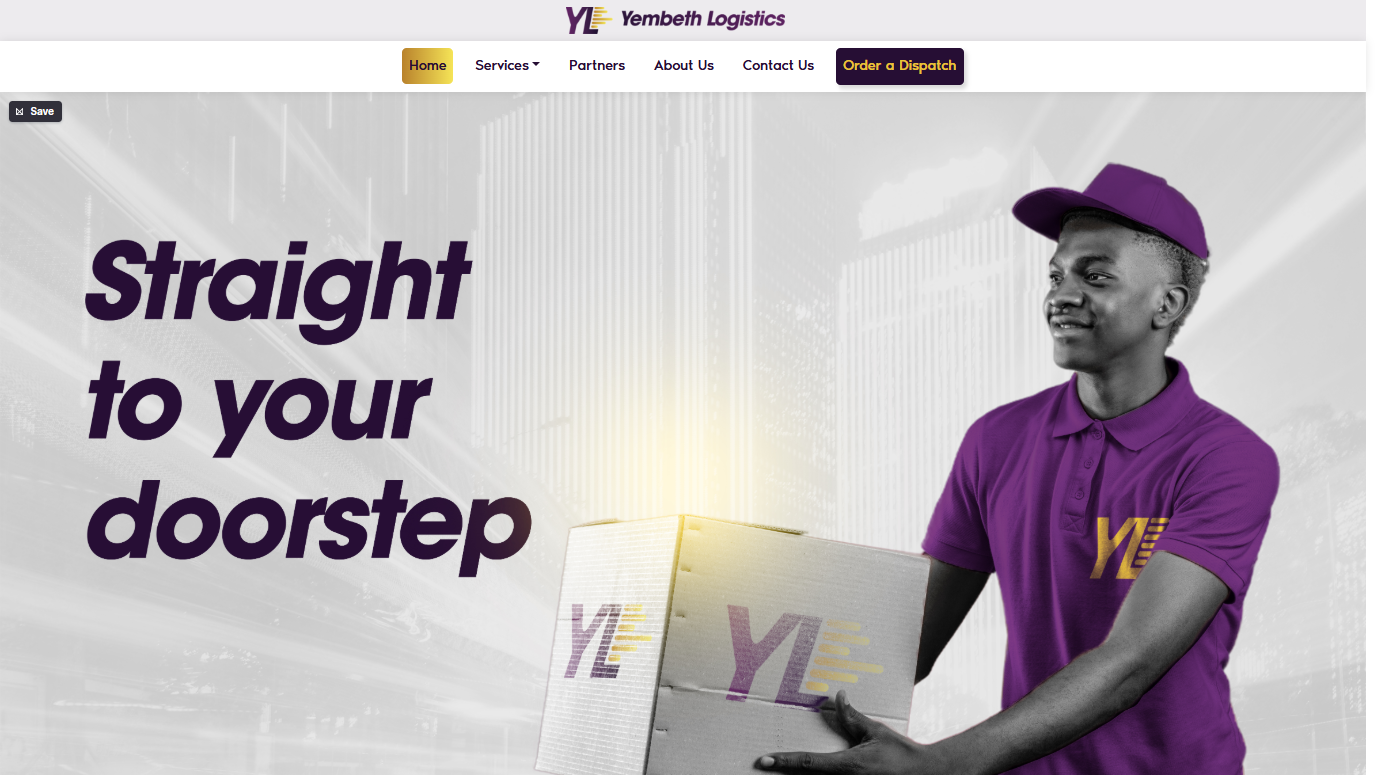 YL Yembeth Logistics
Home Services Partners About Us Contact Us Order a Dispatch
Save
Straight
to your
doorstep
YL
YL
YL